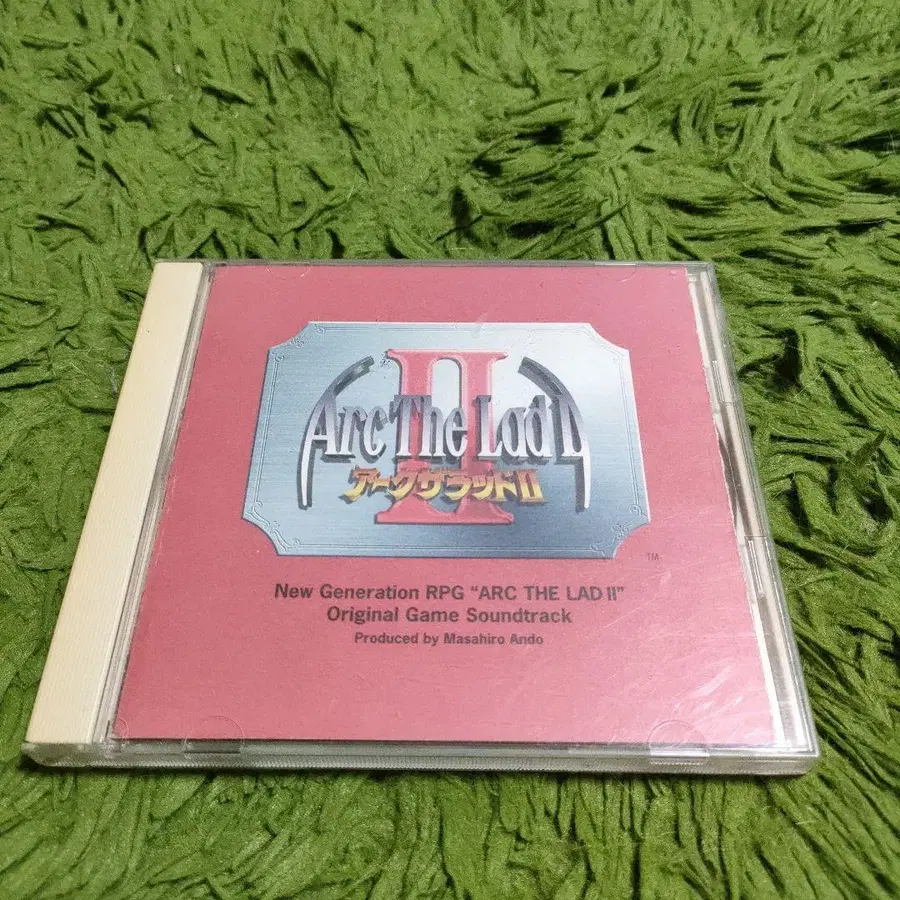 II
Arc The Lad II
アークザラッドII
TM
New Generation RPG "ARC THE LAD II"
Original Game Soundtrack
Produced by Masahiro Ando